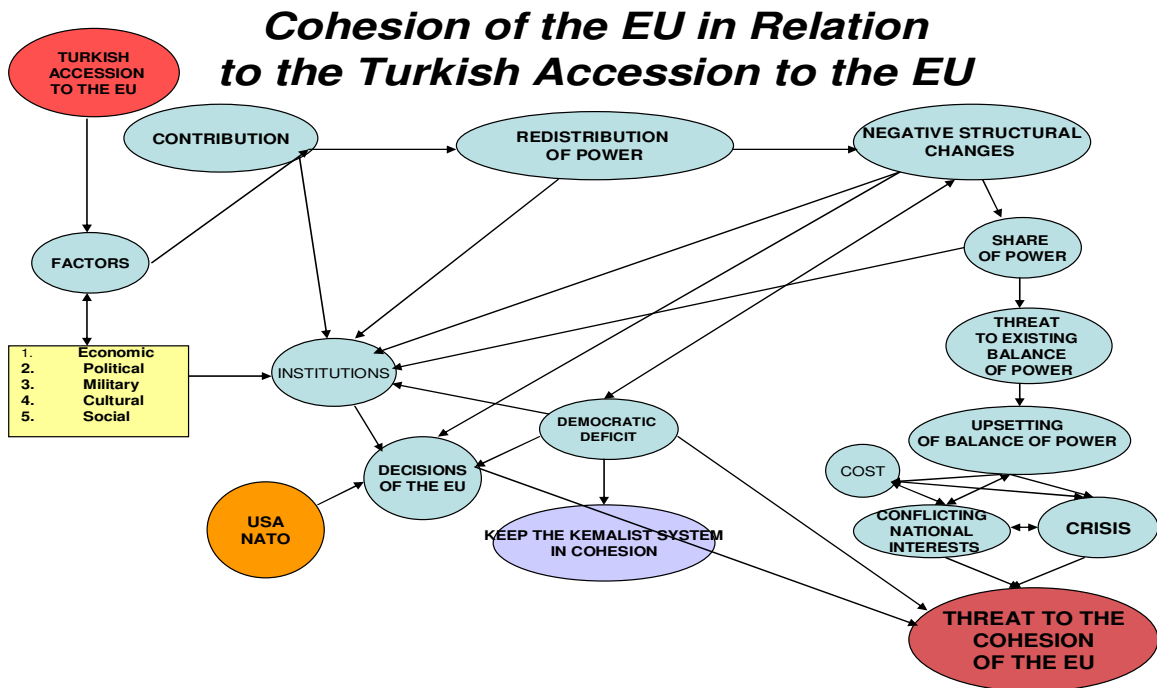 Cohesion of the EU in Relation
to the Turkish Accession to the EU
TURKISH
ACCESSION
TO THE EU
CONTRIBUTION
REDISTRIBUTION
OF POWER
NEGATIVE STRUCTURAL
CHANGES
FACTORS
SHARE
OF POWER
THREAT
TO EXISTING
BALANCE
OF POWER
1. Economic
2. Political
3. Military
4. Cultural
5. Social
INSTITUTIONS
DEMOCRATIC
DEFICIT
UPSETTING
OF BALANCE OF POWER
DECISIONS
OF THE EU
COST
USA
NATO
KEEP THE KEMALIST SYSTEM
IN COHESION
CONFLICTING
NATIONAL
INTERESTS
CRISIS
THREAT TO THE
COHESION
OF THE EU